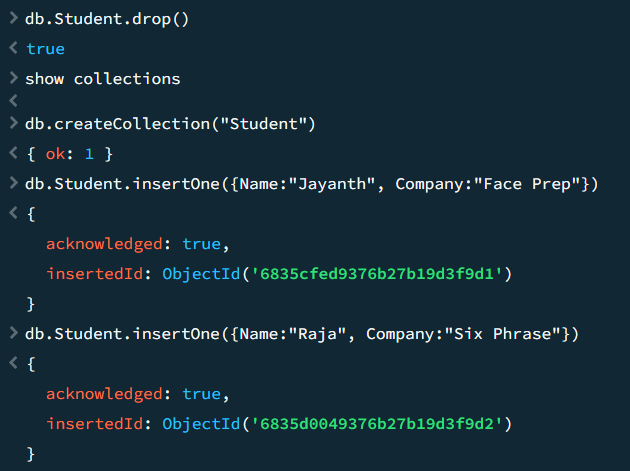 > db.Student.drop()
< true
> show collections
<
> db.createCollection("Student")
< { ok: 1 }
> db.Student.insertOne({Name:"Jayanth", Company:"Face Prep"})
< {
acknowledged: true,
insertedId: ObjectId('6835cfed9376b27b19d3f9d1')
}
> db.Student.insertOne({Name:"Raja", Company:"Six Phrase"})
< {
acknowledged: true,
insertedId: ObjectId('6835d0049376b27b19d3f9d2')
}